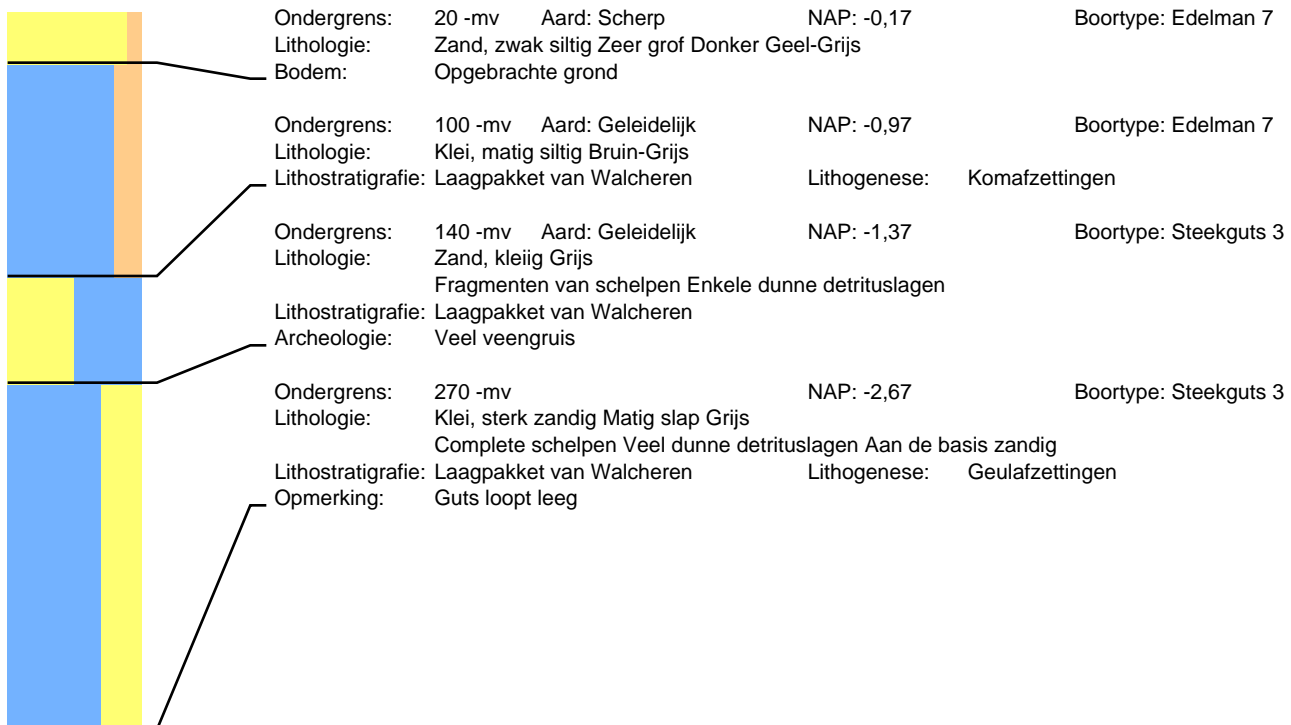 Ondergrens: 20 -mv Aard: Scherp NAP: -0,17 Boortype: Edelman 7
Lithologie: Zand, zwak siltig Zeer grof Donker Geel-Grijs
Bodem: Opgebrachte grond
Ondergrens: 100 -mv Aard: Geleidelijk NAP: -0,97 Boortype: Edelman 7
Lithologie: Klei, matig siltig Bruin-Grijs
Lithostratigrafie: Laagpakket van Walcheren Lithogenese: Komafzettingen
Ondergrens: 140 -mv Aard: Geleidelijk NAP: -1,37 Boortype: Steekguts 3
Lithologie: Zand, kleiig Grijs
Fragmenten van schelpen Enkele dunne detrituslagen
Lithostratigrafie: Laagpakket van Walcheren
Archeologie: Veel veengruis
Ondergrens: 270 -mv NAP: -2,67 Boortype: Steekguts 3
Lithologie: Klei, sterk zandig Matig slap Grijs
Complete schelpen Veel dunne detrituslagen Aan de basis zandig
Lithostratigrafie: Laagpakket van Walcheren Lithogenese: Geulafzettingen
Opmerking: Guts loopt leeg